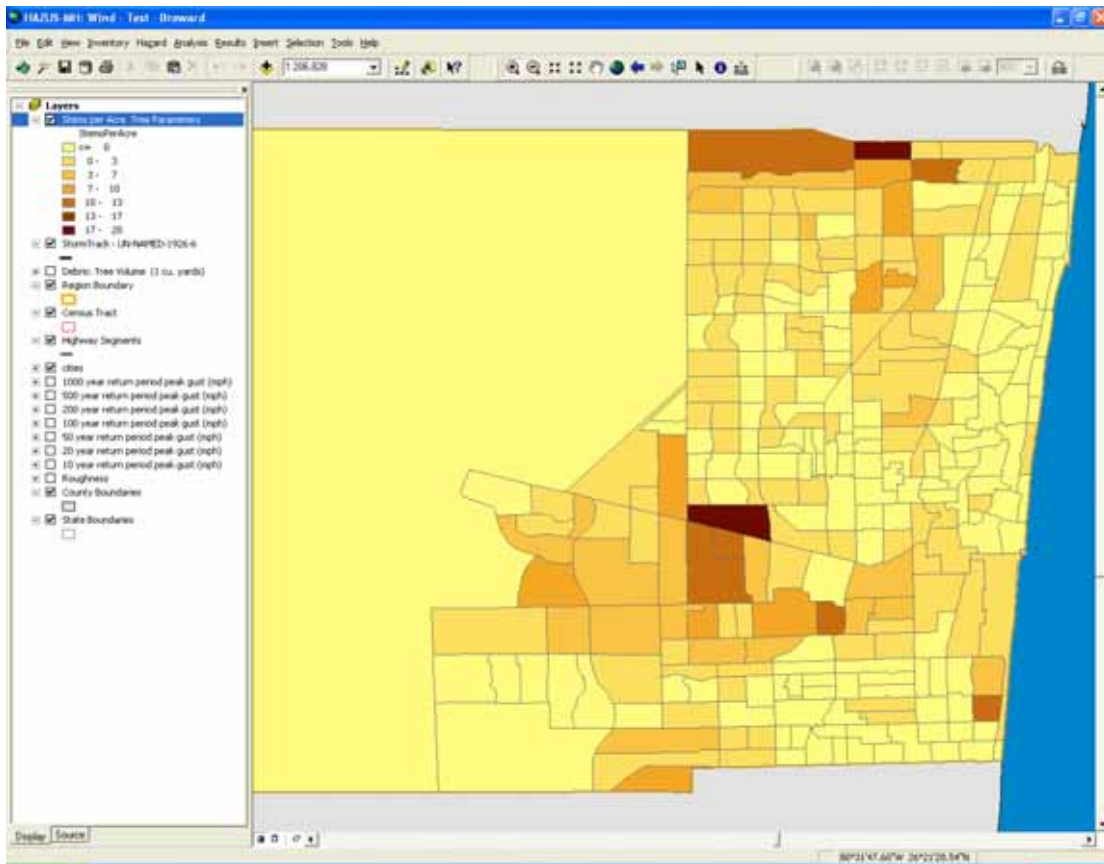 HAZUS-MH: Wind - Test - Broward
File Edit View Inventory Hazard Analysis Results Insert Selection Tools Help
Layers
Stems per Acre: Tree Parameters
StemsPerAcre
<= 0
0 - 3
3 - 7
7 - 10
10 - 13
13 - 17
17 - 20
StormTrack - UN-NAMED-1926-6
Debris: Tree Volume (1 cu. yards)
Region Boundary
Census Tract
Highway Segments
cities
1000 year return period peak gust (mph)
500 year return period peak gust (mph)
200 year return period peak gust (mph)
100 year return period peak gust (mph)
50 year return period peak gust (mph)
20 year return period peak gust (mph)
10 year return period peak gust (mph)
Roughness
County Boundaries
State Boundaries
Display Source